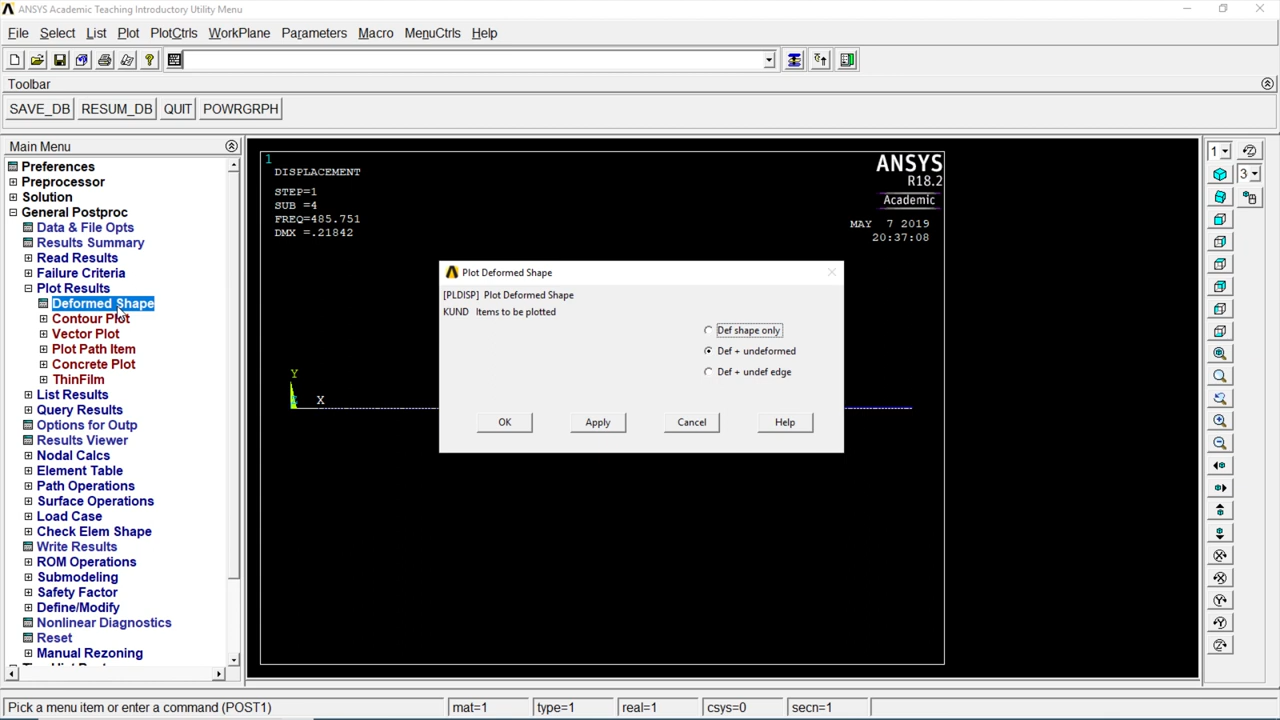 ANSYS Academic Teaching Introductory Utility Menu
File Select List Plot PlotCtrls WorkPlane Parameters Macro MenuCtrls Help
Toolbar
SAVE_DB RESUM_DB QUIT POWRGRPH
Main Menu
Preferences
Preprocessor
Solution
General Postproc
Data & File Opts
Results Summary
Read Results
Failure Criteria
Plot Results
Deformed Shape
Contour Plot
Vector Plot
Plot Path Item
Concrete Plot
ThinFilm
List Results
Query Results
Options for Outp
Results Viewer
Nodal Calcs
Element Table
Path Operations
Surface Operations
Load Case
Check Elem Shape
Write Results
ROM Operations
Submodeling
Safety Factor
Define/Modify
Nonlinear Diagnostics
Reset
Manual Rezoning
1
DISPLACEMENT
STEP=1
SUB =4
FREQ=485.751
DMX =.21842
ANSYS
R18.2
Academic
MAY 7 2019
20:37:08
Y
X
Plot Deformed Shape
[PLDISP] Plot Deformed Shape
KUND Items to be plotted
Def shape only
Def + undeformed
Def + undef edge
OK Apply Cancel Help
1
3
Pick a menu item or enter a command (POST1) mat=1 type=1 real=1 csys=0 secn=1